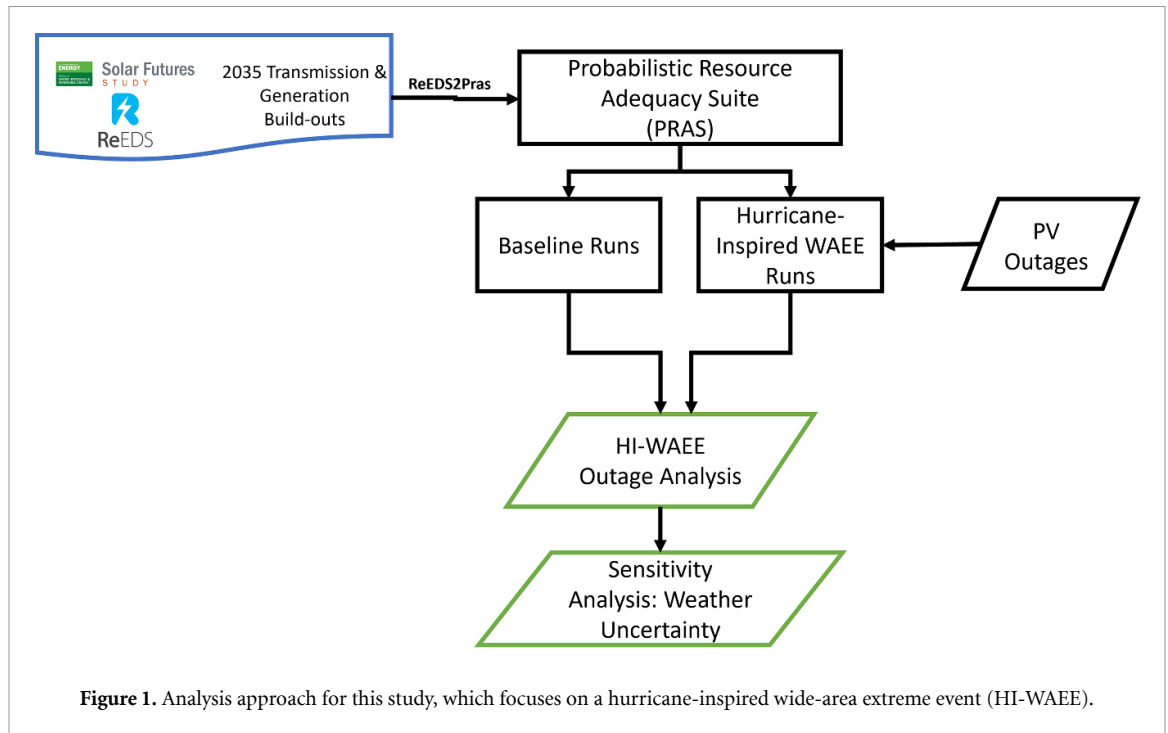 ENERGY
Solar Futures
STUDY
ReEDS
2035 Transmission &
Generation
Build-outs
ReEDS2Pras
Probabilistic Resource
Adequacy Suite
(PRAS)
Baseline Runs
Hurricane-
Inspired WAEE
Runs
PV
Outages
HI-WAEE
Outage Analysis
Sensitivity
Analysis: Weather
Uncertainty
Figure 1. Analysis approach for this study, which focuses on a hurricane-inspired wide-area extreme event (HI-WAEE).